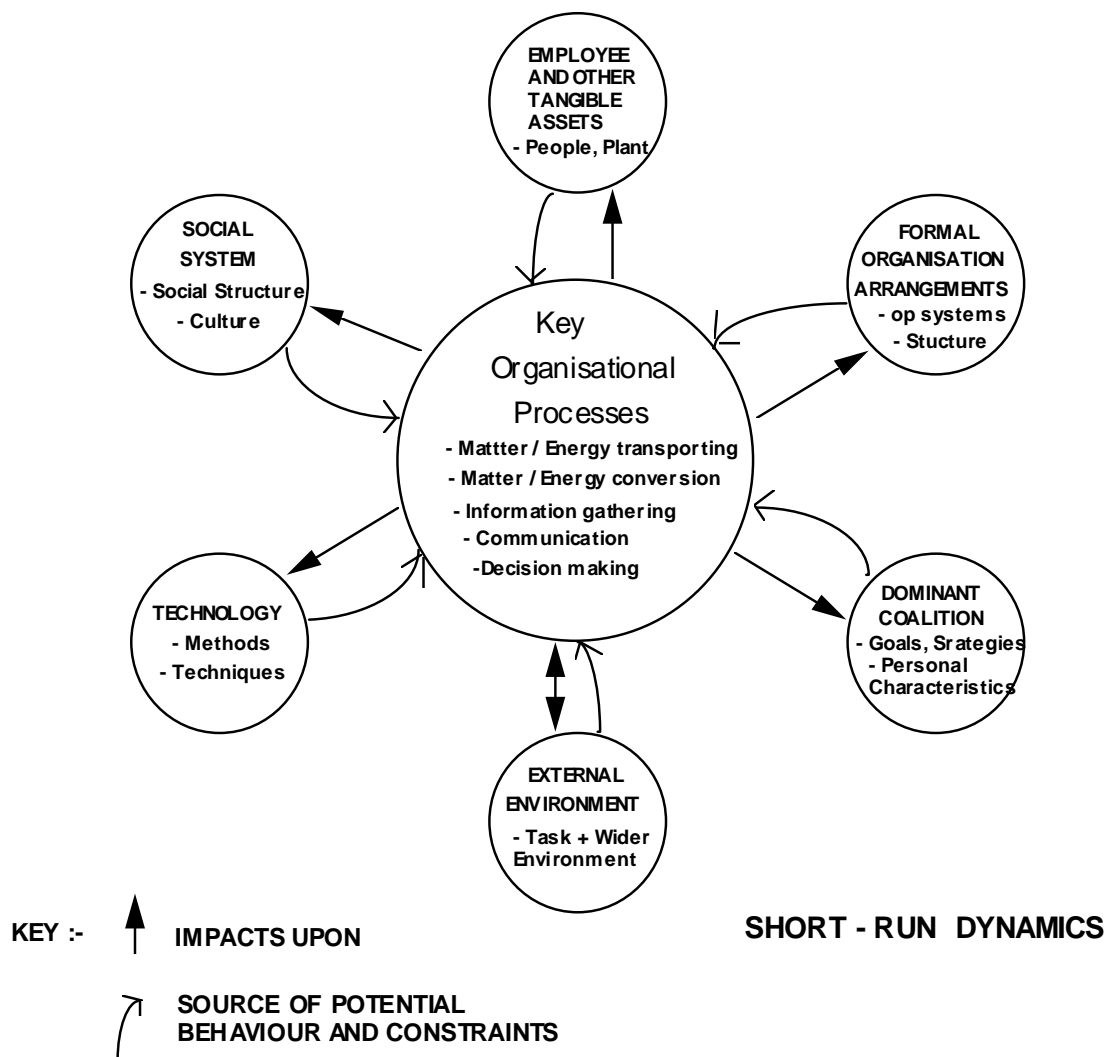 EMPLOYEE
AND OTHER
TANGIBLE
ASSETS
- People, Plant
SOCIAL
SYSTEM
- Social Structure
- Culture
FORMAL
ORGANISATION
ARRANGEMENTS
- op systems
- Stucture
Key
Organisational
Processes
- Mattter / Energy transporting
- Matter / Energy conversion
- Information gathering
- Communication
-Decision making
TECHNOLOGY
- Methods
- Techniques
DOMINANT
COALITION
- Goals, Srategies
- Personal
Characteristics
EXTERNAL
ENVIRONMENT
- Task + Wider
Environment
KEY :-
IMPACTS UPON
SHORT - RUN DYNAMICS
SOURCE OF POTENTIAL
BEHAVIOUR AND CONSTRAINTS